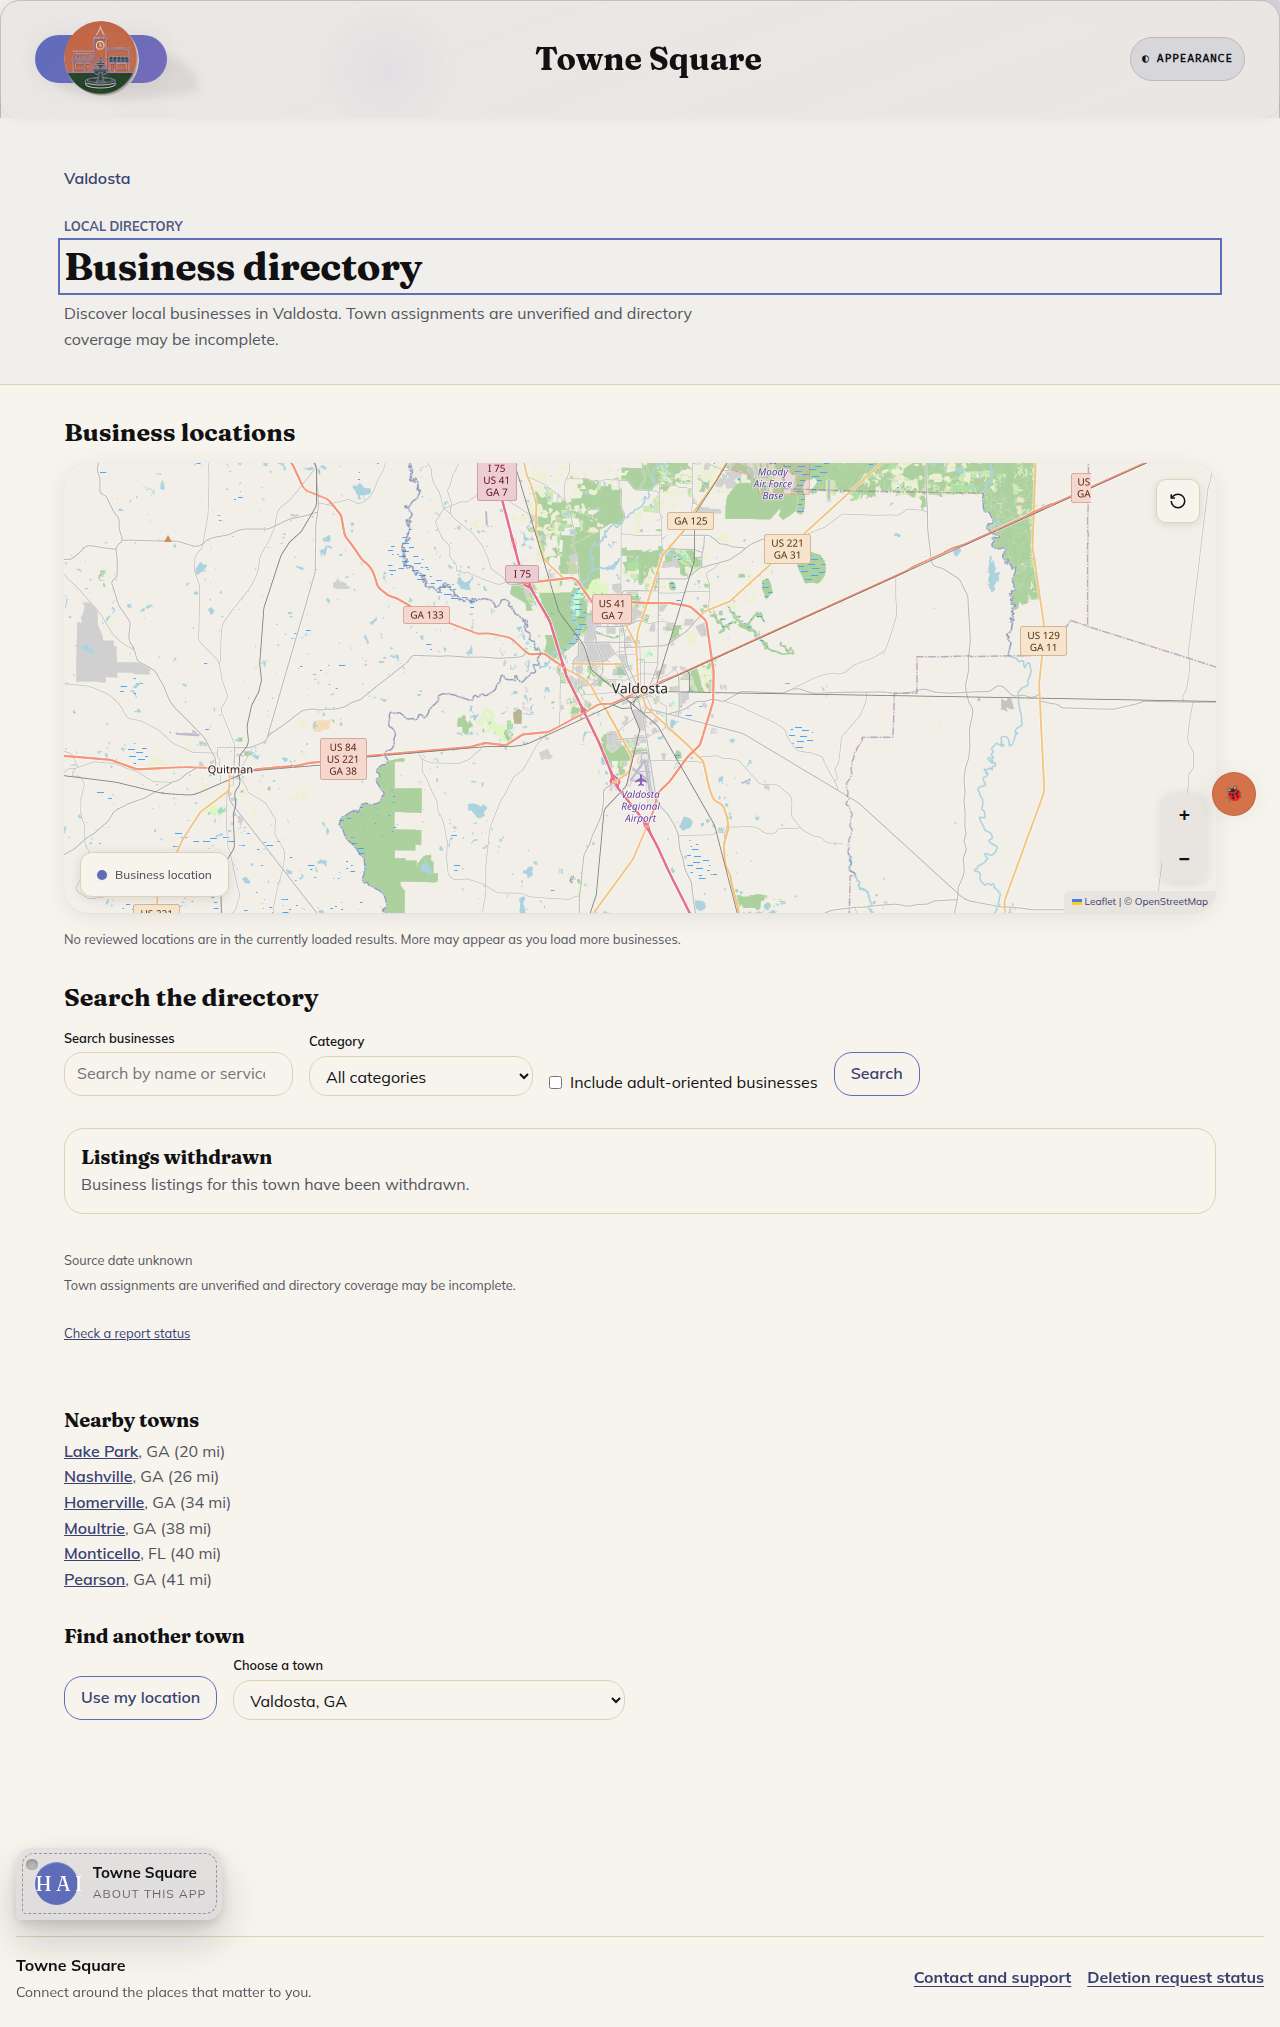 Towne Square
◐ APPEARANCE
Valdosta
LOCAL DIRECTORY
Business directory
Discover local businesses in Valdosta. Town assignments are unverified and directory
coverage may be incomplete.
Business locations
I 75
US 41
GA 7
Moody
Air Force
Base
US
GA
GA 125
US 221
GA 31
I 75
US 41
GA 7
GA 133
US 129
GA 11
Valdosta
US 84
US 221
GA 38
Quitman
Valdosta
Regional
Airport
+
−
Business location
US 221
Leaflet | © OpenStreetMap
No reviewed locations are in the currently loaded results. More may appear as you load more businesses.
Search the directory
Search businesses
Category
Search by name or servic
All categories
Include adult-oriented businesses
Search
Listings withdrawn
Business listings for this town have been withdrawn.
Source date unknown
Town assignments are unverified and directory coverage may be incomplete.
Check a report status
Nearby towns
Lake Park, GA (20 mi)
Nashville, GA (26 mi)
Homerville, GA (34 mi)
Moultrie, GA (38 mi)
Monticello, FL (40 mi)
Pearson, GA (41 mi)
Find another town
Choose a town
Use my location
Valdosta, GA
HAI
Towne Square
ABOUT THIS APP
Towne Square
Connect around the places that matter to you.
Contact and support
Deletion request status